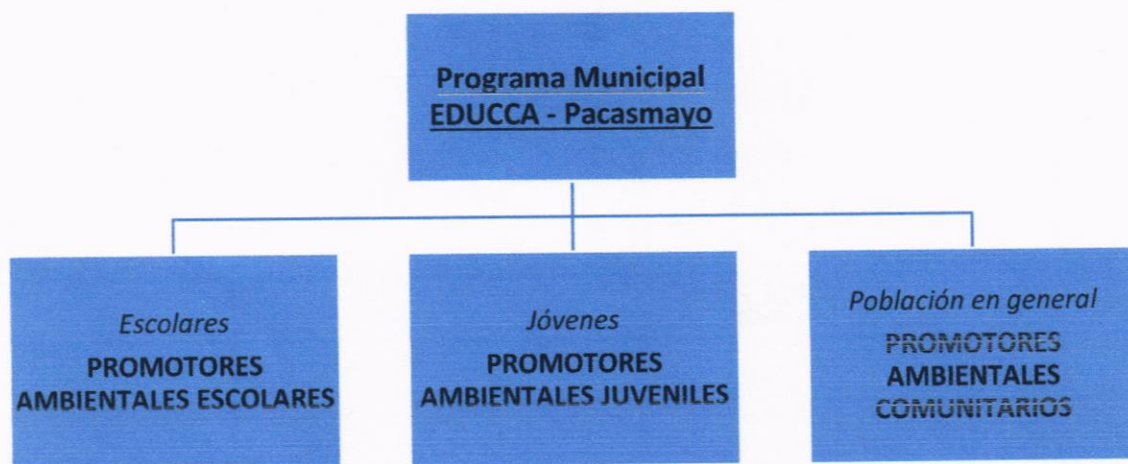 Programa Municipal
EDUCCA - Pacasmayo
Escolares
PROMOTORES
AMBIENTALES ESCOLARES
Jóvenes
PROMOTORES
AMBIENTALES JUVENILES
Población en general
PROMOTORES
AMBIENTALES
COMUNITARIOS